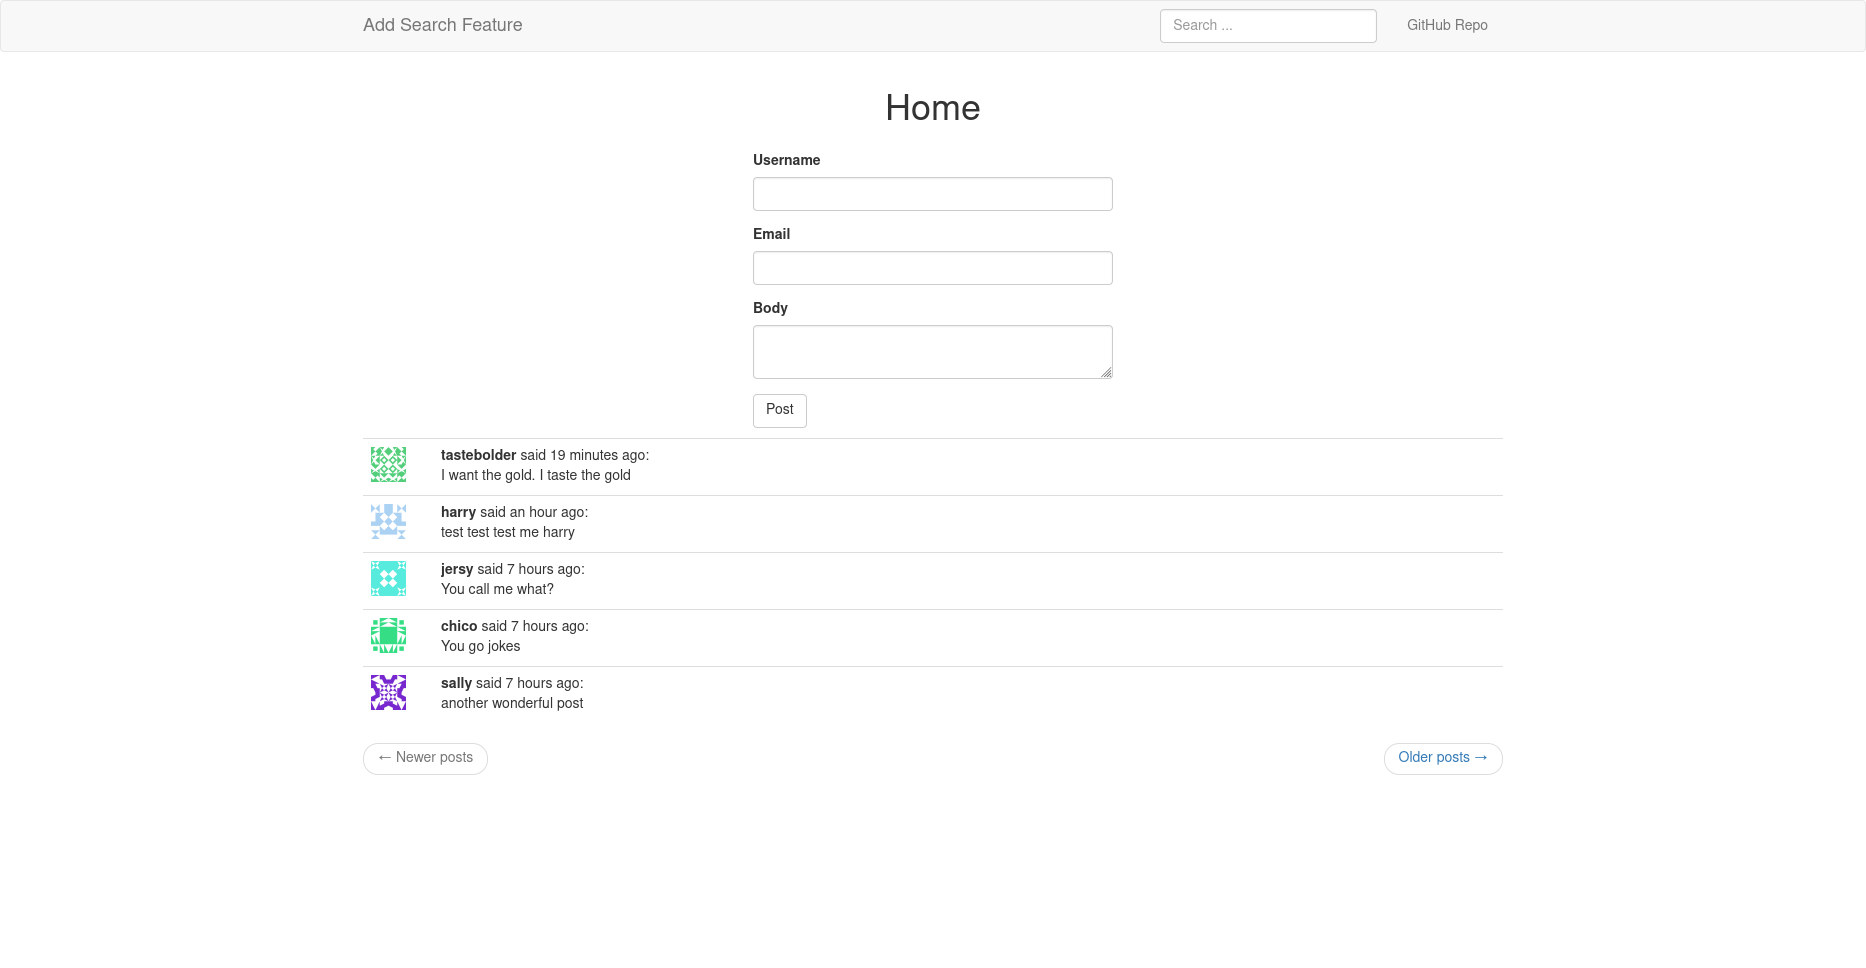 Add Search Feature
Search ...
GitHub Repo
Home
Username
Email
Body
Post
tastebolder said 19 minutes ago:
I want the gold. I taste the gold
harry said an hour ago:
test test test me harry
jersy said 7 hours ago:
You call me what?
chico said 7 hours ago:
You go jokes
sally said 7 hours ago:
another wonderful post
← Newer posts
Older posts →